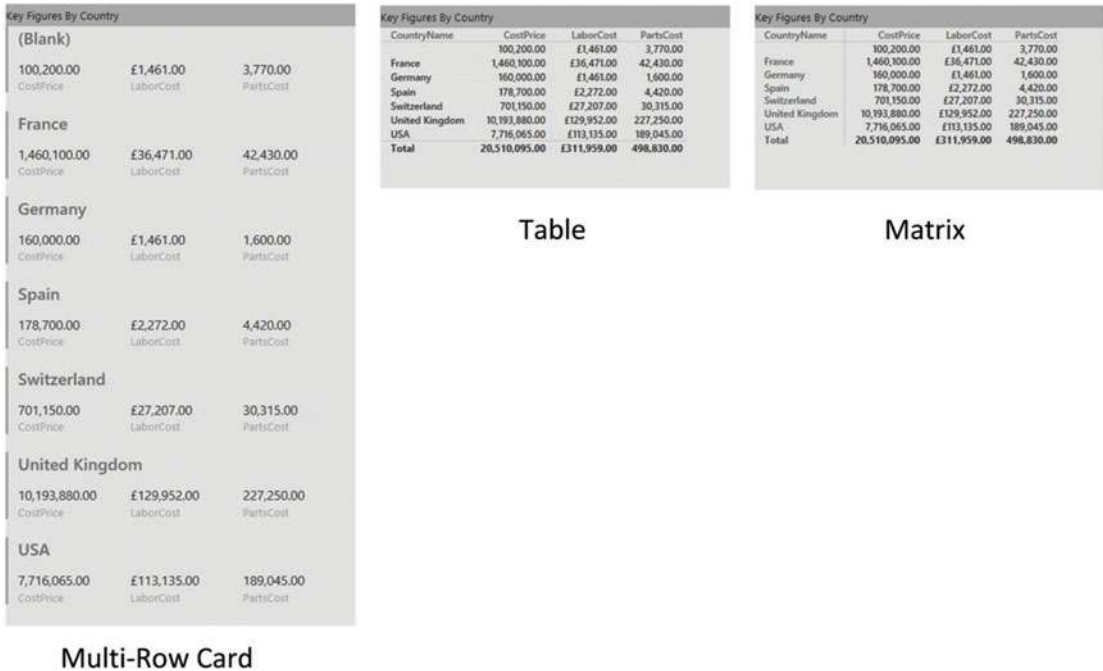 Key Figures By Country
(Blank)
100,200.00 £1,461.00 3,770.00
CostPrice LaborCost PartsCost
France
1,460,100.00 £36,471.00 42,430.00
CostPrice LaborCost PartsCost
Germany
160,000.00 £1,461.00 1,600.00
CostPrice LaborCost PartsCost
Spain
178,700.00 £2,272.00 4,420.00
CostPrice LaborCost PartsCost
Switzerland
701,150.00 £27,207.00 30,315.00
CostPrice LaborCost PartsCost
United Kingdom
10,193,880.00 £129,952.00 227,250.00
CostPrice LaborCost PartsCost
USA
7,716,065.00 £113,135.00 189,045.00
CostPrice LaborCost PartsCost
Multi-Row Card
Key Figures By Country
CountryName CostPrice LaborCost PartsCost
100,200.00 £1,461.00 3,770.00
France 1,460,100.00 £36,471.00 42,430.00
Germany 160,000.00 £1,461.00 1,600.00
Spain 178,700.00 £2,272.00 4,420.00
Switzerland 701,150.00 £27,207.00 30,315.00
United Kingdom 10,193,880.00 £129,952.00 227,250.00
USA 7,716,065.00 £113,135.00 189,045.00
Total 20,510,095.00 £311,959.00 498,830.00
Table
Key Figures By Country
CountryName CostPrice LaborCost PartsCost
100,200.00 £1,461.00 3,770.00
France 1,460,100.00 £36,471.00 42,430.00
Germany 160,000.00 £1,461.00 1,600.00
Spain 178,700.00 £2,272.00 4,420.00
Switzerland 701,150.00 £27,207.00 30,315.00
United Kingdom 10,193,880.00 £129,952.00 227,250.00
USA 7,716,065.00 £113,135.00 189,045.00
Total 20,510,095.00 £311,959.00 498,830.00
Matrix